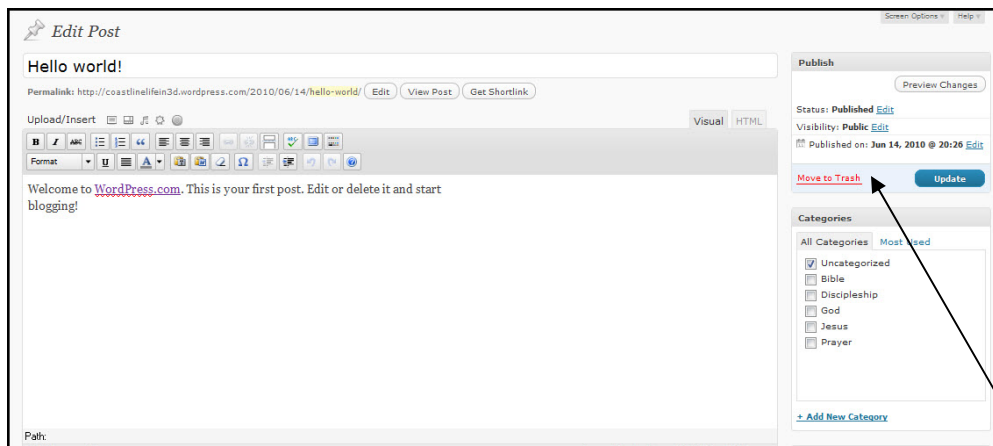 Screen Options Help
Edit Post
Hello world!
Permalink: http://coastlinelifein3d.wordpress.com/2010/06/14/hello-world/ Edit View Post Get Shortlink
Upload/Insert Visual HTML
B I ABC “
Format U A Ω
Welcome to WordPress.com. This is your first post. Edit or delete it and start
blogging!
Path:
Publish
Preview Changes
Status: Published Edit
Visibility: Public Edit
Published on: Jun 14, 2010 @ 20:26 Edit
Move to Trash Update
Categories
All Categories Most Used
Uncategorized
Bible
Discipleship
God
Jesus
Prayer
+ Add New Category